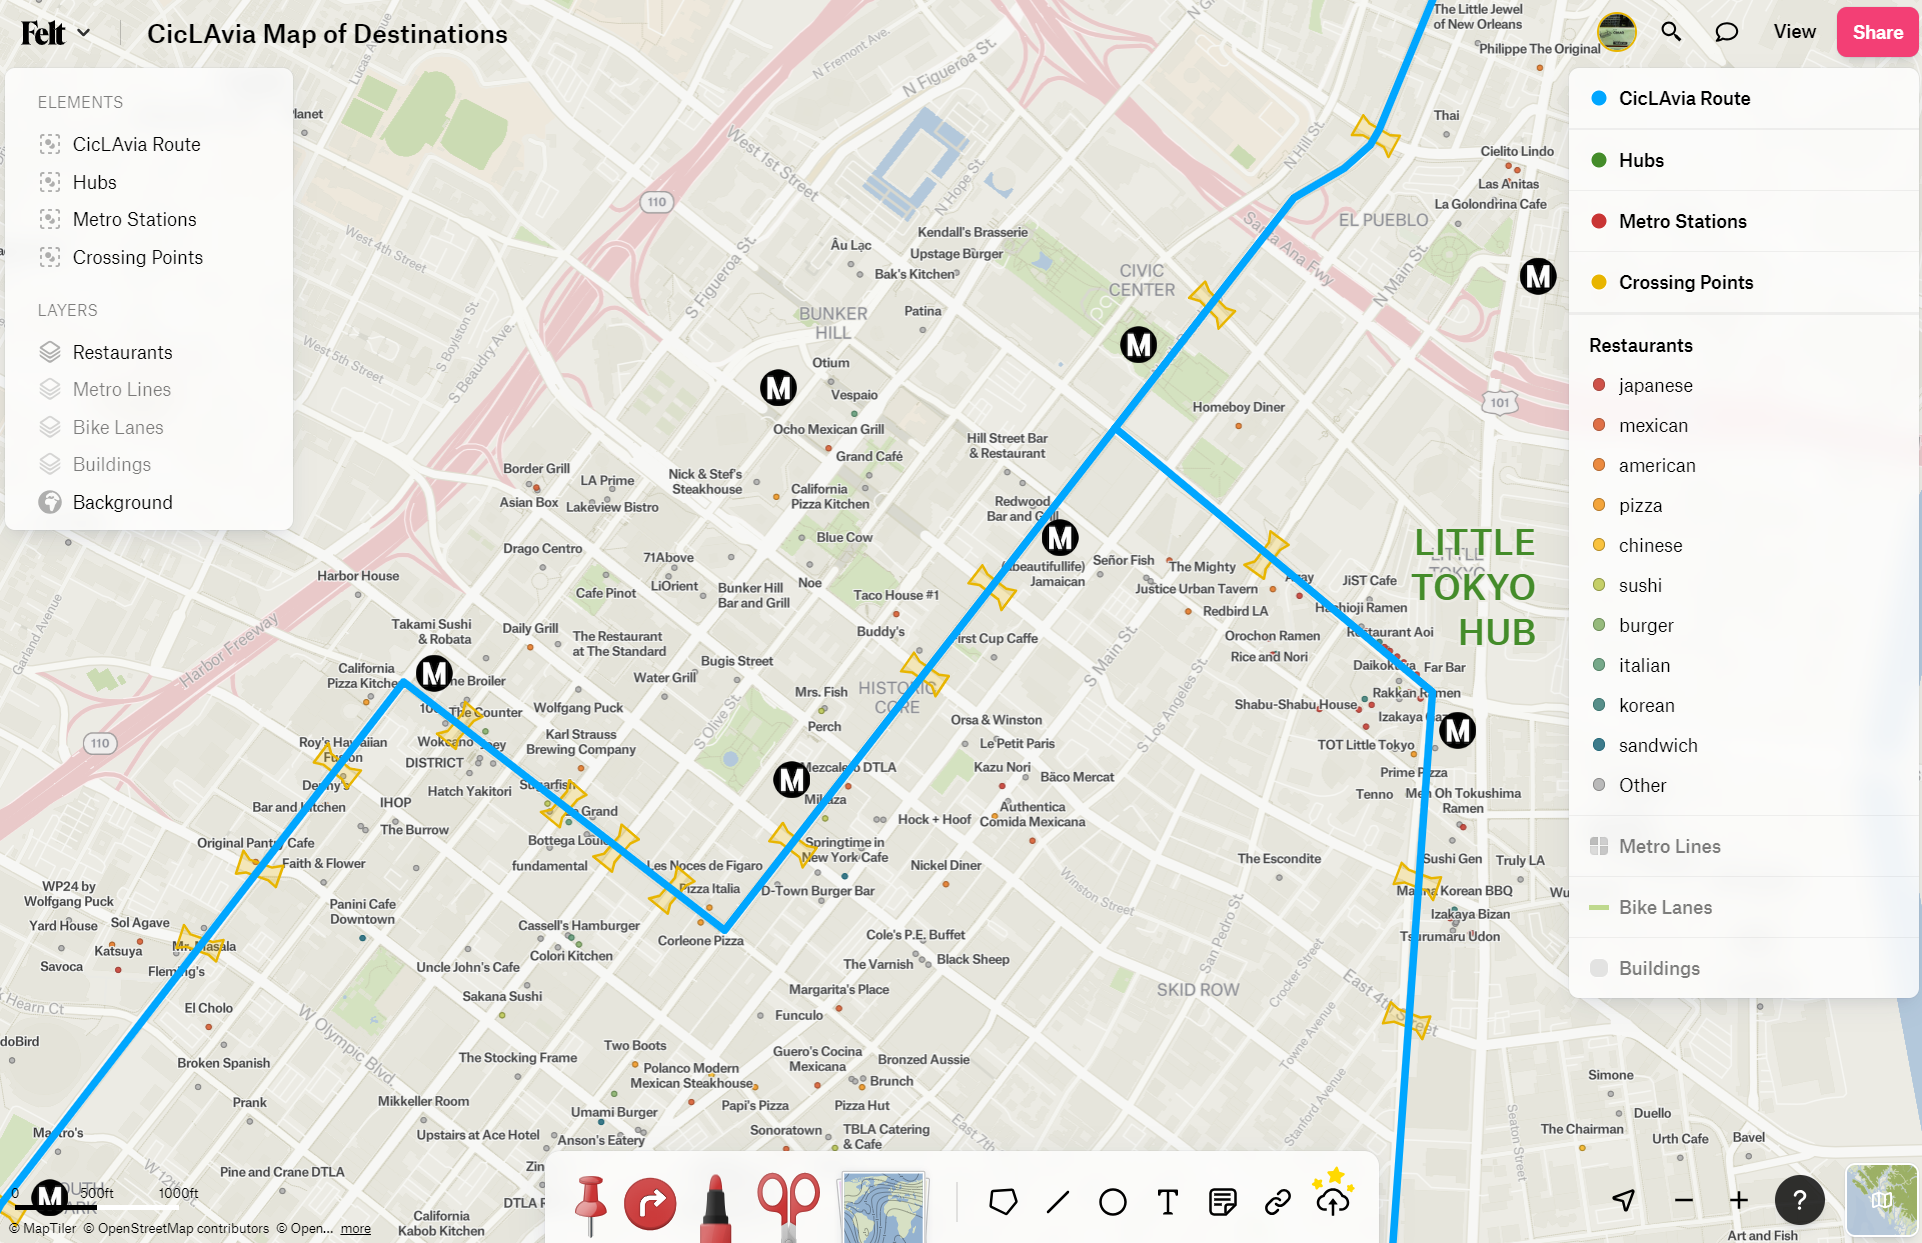 Felt
CicLAvia Map of Destinations
View
Share
ELEMENTS
CicLAvia Route
Hubs
Metro Stations
Crossing Points
LAYERS
Restaurants
Metro Lines
Bike Lanes
Buildings
Background
CicLAvia Route
Hubs
Metro Stations
Crossing Points
Restaurants
japanese
mexican
american
pizza
chinese
sushi
burger
italian
korean
sandwich
Other
Metro Lines
Bike Lanes
Buildings
The Little Jewel
of New Orleans
Philippe The Original
Thai
Cielito Lindo
Las Anitas
La Golondrina Cafe
EL PUEBLO
N Fremont Ave.
N Figueroa St.
West 1st Street
N Hope St.
N Hill St.
Santa Ana Fwy
N Main St.
110
West 4th Street
S Figueroa St.
S Boylston St.
S Beaudry Ave.
West 5th Street
Kendall's Brasserie
Upstage Burger
Âu Lạc
Bak's Kitchen
Patina
CIVIC
CENTER
BUNKER
HILL
M
M
M
Otium
Vespaio
Ocho Mexican Grill
Grand Café
Homeboy Diner
101
Hill Street Bar
& Restaurant
Border Grill
LA Prime
Asian Box
Lakeview Bistro
Nick & Stef's
Steakhouse
California
Pizza Kitchen
Redwood
Bar and Grill
M
LITTLE
TOKYO
HUB
Blue Cow
Drago Centro
71Above
Noe
LiOrient
Cafe Pinot
Bunker Hill
Bar and Grill
Harbor House
(abeautifullife)
Jamaican
Señor Fish
The Mighty
Justice Urban Tavern
JiST Cafe
Redbird LA
Hachioji Ramen
Taco House #1
Buddy's
First Cup Caffe
Orochon Ramen
Rice and Nori
Restaurant Aoi
Daikokuya
Far Bar
Rakkan Ramen
Shabu-Shabu House
Garland Avenue
Harbor Freeway
Takami Sushi
& Robata
Daily Grill
The Restaurant
at The Standard
Bugis Street
Water Grill
S Main St.
S Los Angeles St.
California
Pizza Kitchen
M
The Counter
Wolfgang Puck
Mrs. Fish
Perch
HISTORIC
CORE
Orsa & Winston
Le Petit Paris
TOT Little Tokyo
M
110
Roy's Hawaiian
Fusion
Denny's
DISTRICT
Karl Strauss
Brewing Company
S Olive St.
Mezcalero DTLA
M
Mikaza
Kazu Nori
Bäco Mercat
Prime Pizza
Tenno
Men Oh Tokushima
Ramen
Hatch Yakitori
Sugarfish
Bar and Kitchen
IHOP
The Burrow
Bottega Louie
Hock + Hoof
Authentica
Comida Mexicana
Original Pantry Cafe
Faith & Flower
fundamental
Les Noces de Figaro
Pizza Italia
Springtime in
New York Cafe
D-Town Burger Bar
Nickel Diner
Winston Street
The Escondite
Sushi Gen
Truly LA
Manna Korean BBQ
Wu
Izakaya Bizan
Tsurumaru Udon
WP24 by
Wolfgang Puck
Yard House
Sol Agave
Katsuya
Savoca
Mr. Masala
Fleming's
Panini Cafe
Downtown
Cassell's Hamburger
Colori Kitchen
Corleone Pizza
Cole's P.E. Buffet
The Varnish
Black Sheep
San Pedro St.
Crocker Street
SKID ROW
East 4th Street
Uncle John's Cafe
Sakana Sushi
Margarita's Place
Funculo
Towne Avenue
El Cholo
W Olympic Blvd.
Broken Spanish
The Stocking Frame
Two Boots
Polanco Modern
Mexican Steakhouse
Guero's Cocina
Mexicana
Bronzed Aussie
Brunch
Prank
Mikkeller Room
Umami Burger
Papi's Pizza
Pizza Hut
East 7th
Stanford Avenue
Seaton Street
Simone
Duello
The Chairman
Urth Cafe
Bavel
Mastro's
Upstairs at Ace Hotel
Anson's Eatery
Sonoratown
TBLA Catering
& Cafe
W 12th
Pine and Crane DTLA
Zin
DTLA
M
0
500ft
1000ft
California
Kabob Kitchen
Art and Fish
© MapTiler © OpenStreetMap contributors © Open... more
T
?